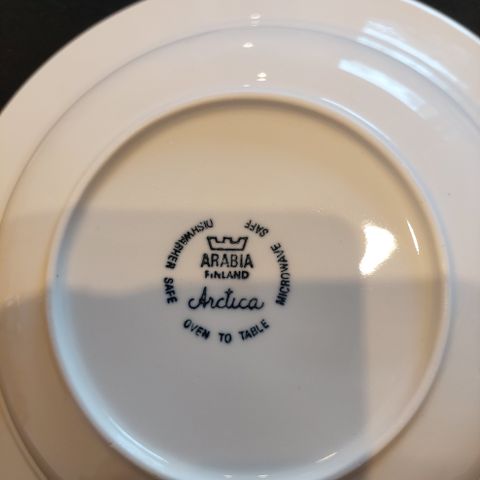 ARABIA
FINLAND
Arctica
DISHWASHER SAFE
OVEN TO TABLE
MICROWAVE SAFE